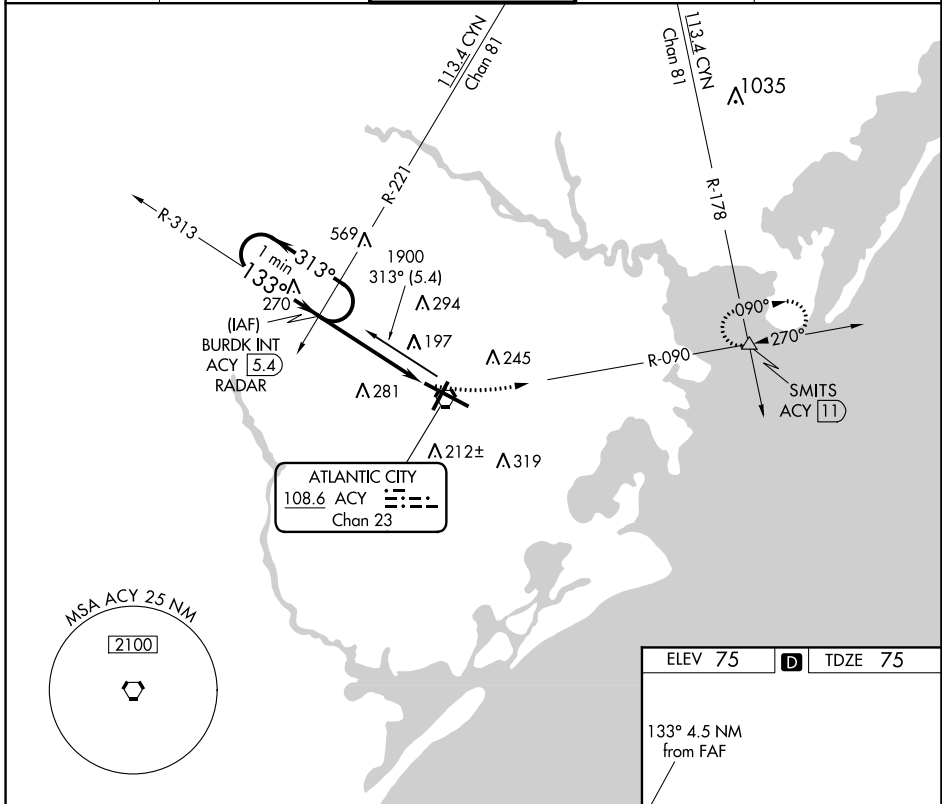 113.4 CYN
Chan 81
113.4 CYN
Chan 81
1035
R-221
R-178
R-313
569
1900
313° (5.4)
313°
1 min
133°
270
294
090°
(IAF)
BURDK INT
ACY 5.4
RADAR
197
270°
245
R-090
281
SMITS
ACY 11
212±
319
ATLANTIC CITY
108.6 ACY
Chan 23
MSA ACY 25 NM
2100
ELEV 75 D TDZE 75
133° 4.5 NM
from FAF